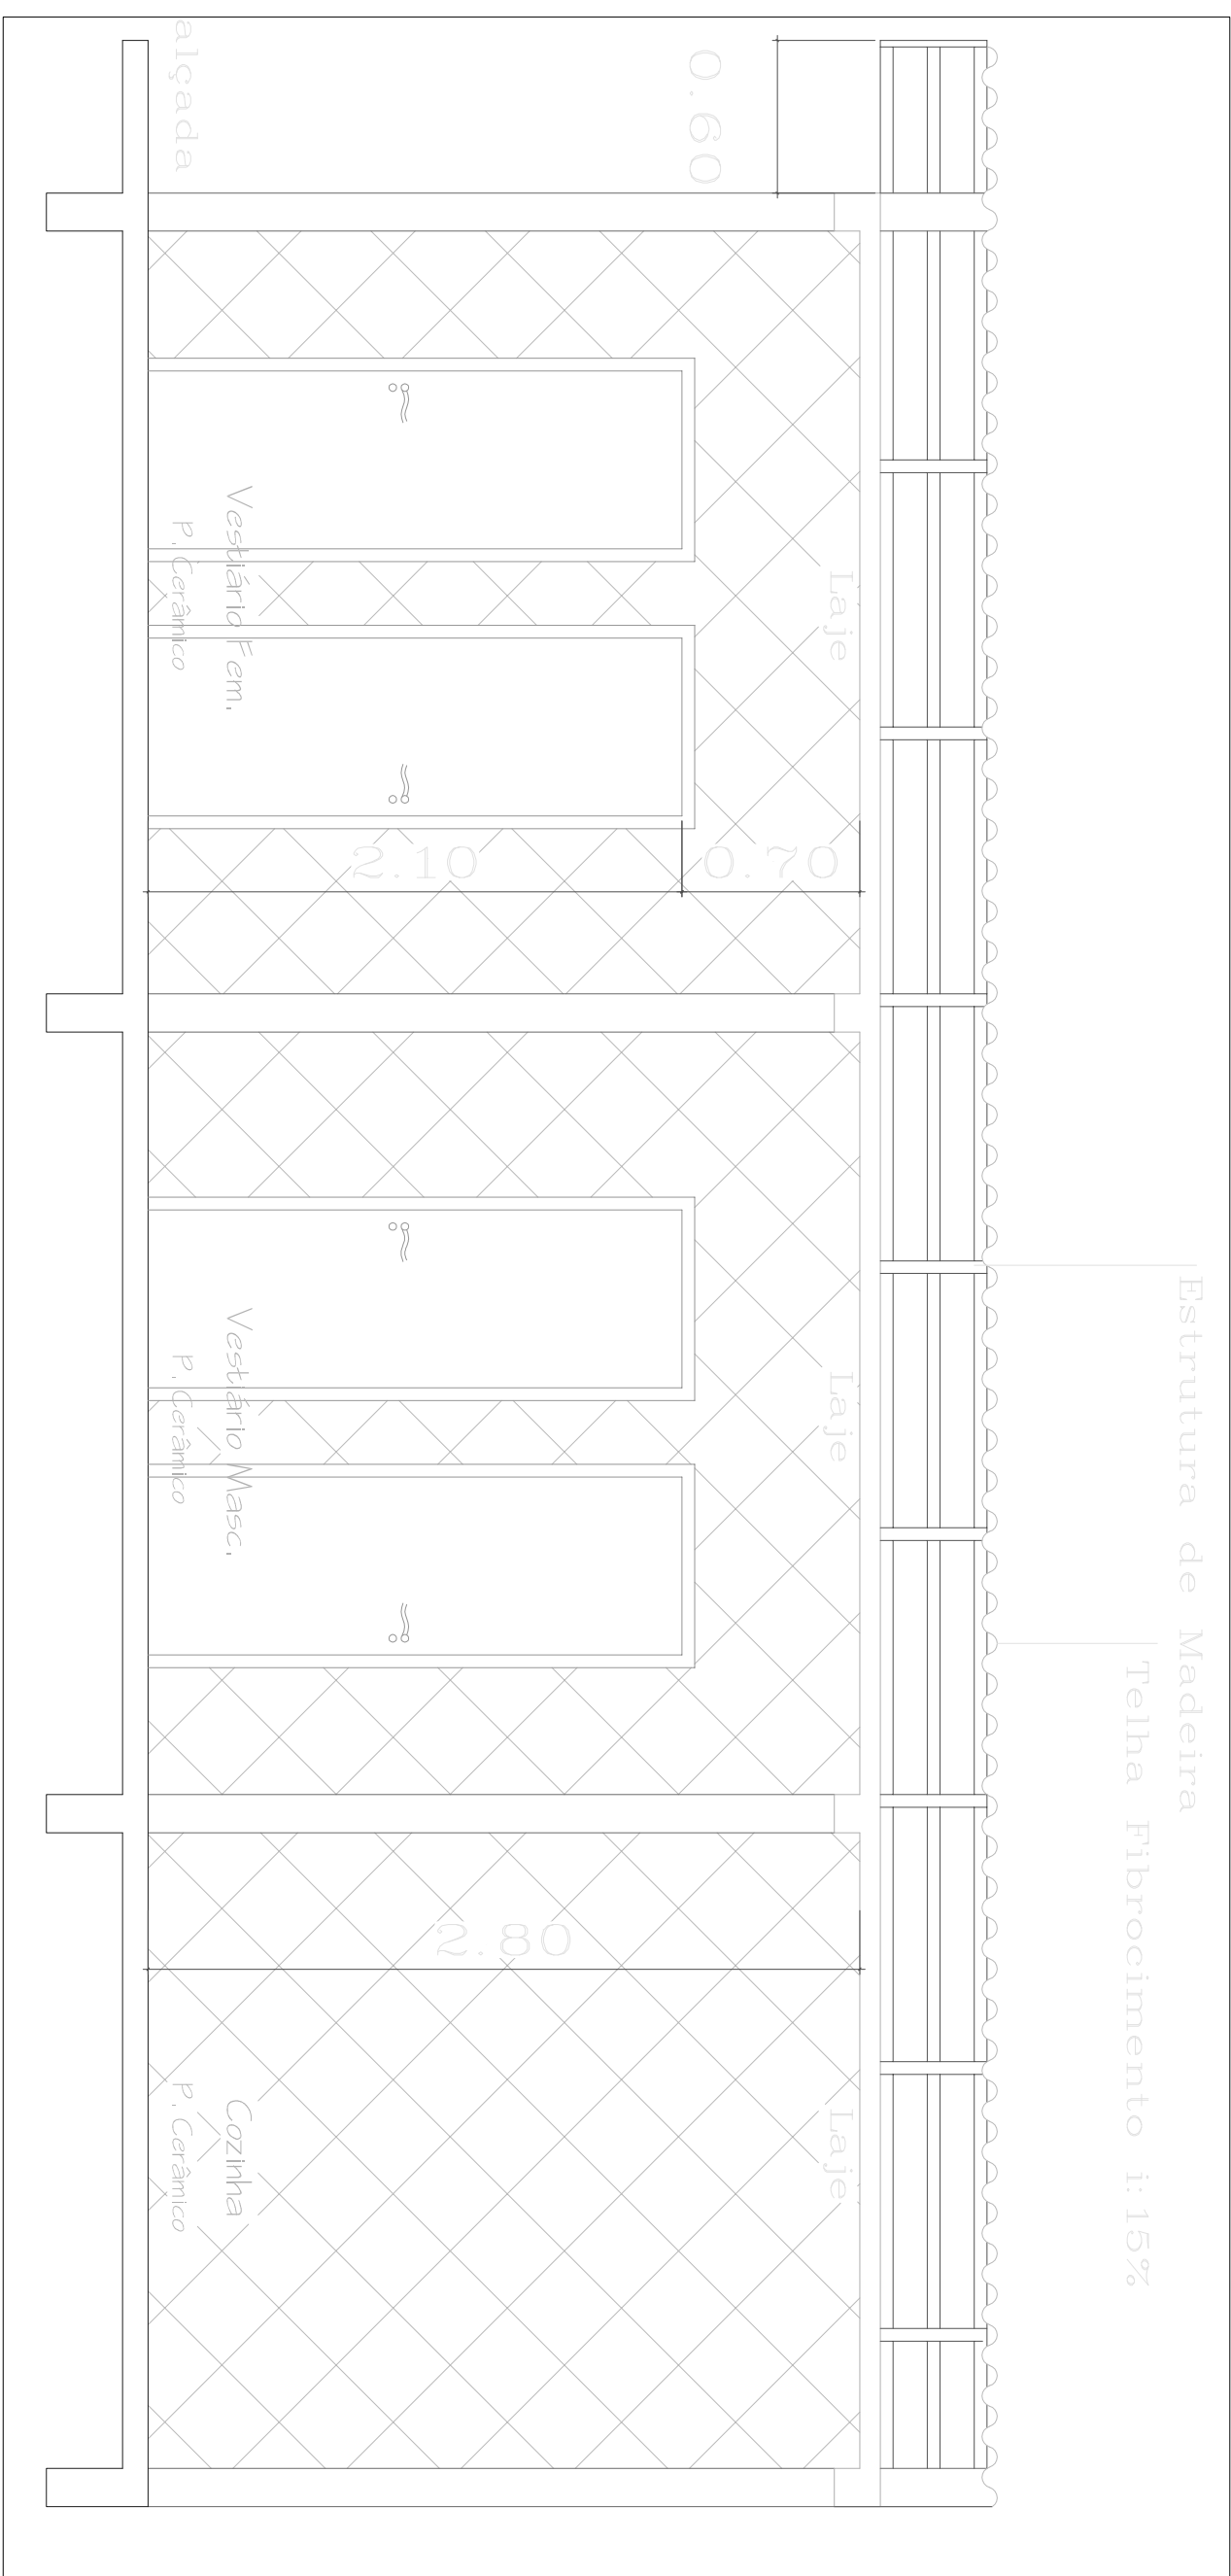 Estrutura de Madeira
Telha Fibrocimento i:15%
0.60
Laje
Laje
Laje
0.70
2.10
2.80
Vestiário Fem.
P. Cerâmico
Vestiário Masc.
P. Cerâmico
Cozinha
P. Cerâmico
alçada